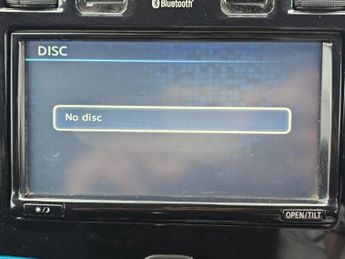 Bluetooth
DISC
No disc
OPEN/TILT